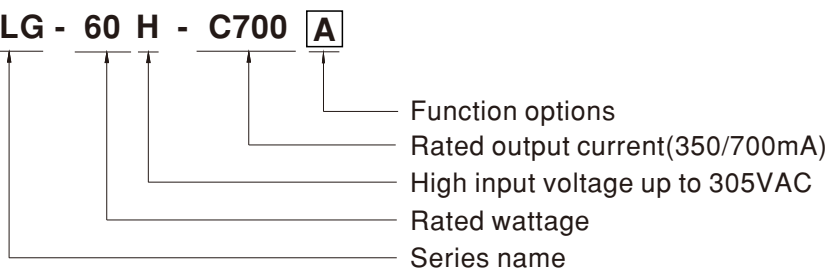 LG - 60 H - C700 A
Function options
Rated output current(350/700mA)
High input voltage up to 305VAC
Rated wattage
Series name